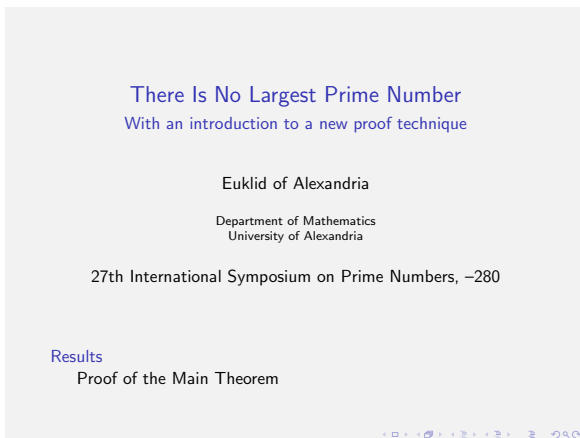 There Is No Largest Prime Number
With an introduction to a new proof technique
Euklid of Alexandria
Department of Mathematics
University of Alexandria
27th International Symposium on Prime Numbers, –280
Results
Proof of the Main Theorem